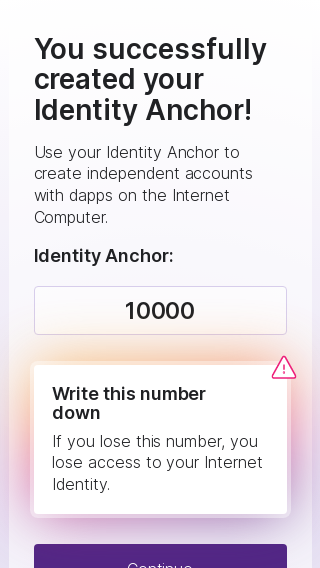 You successfully
created your
Identity Anchor!
Use your Identity Anchor to
create independent accounts
with dapps on the Internet
Computer.
Identity Anchor:
10000
Write this number
down
If you lose this number, you
lose access to your Internet
Identity.
Continue